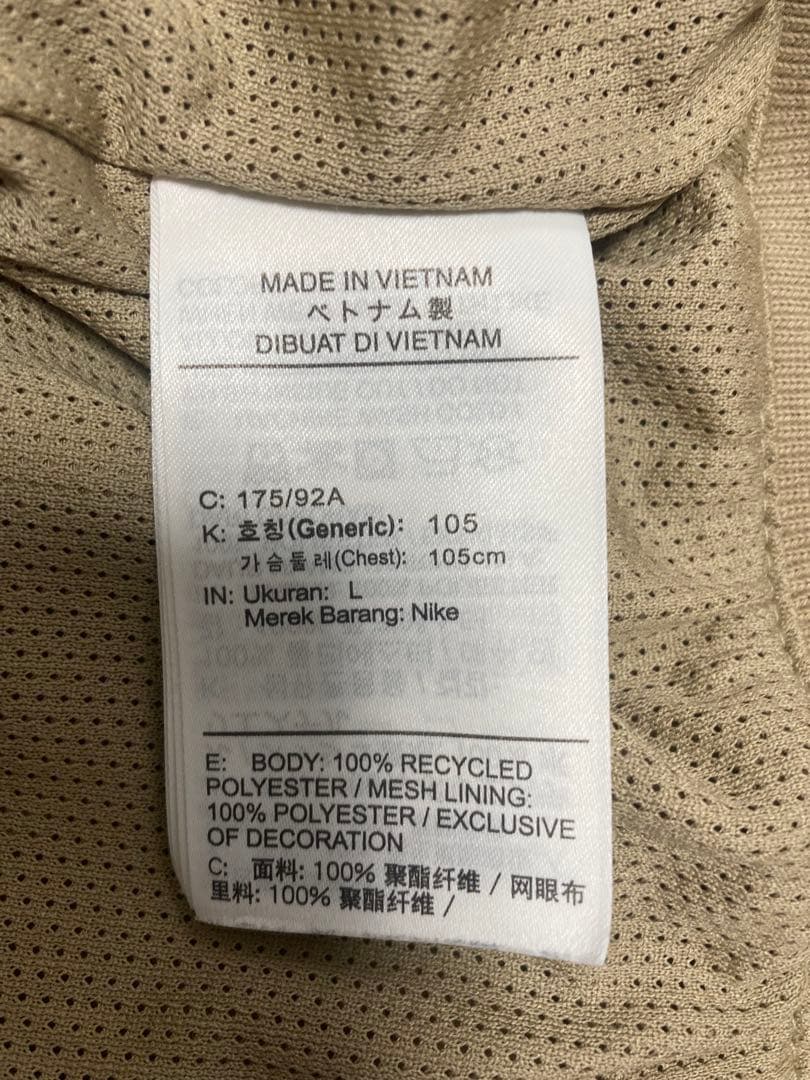 MADE IN VIETNAM
ベトナム製
DIBUAT DI VIETNAM
C: 175/92A
K: 호칭(Generic): 105
가슴둘레(Chest): 105cm
IN: Ukuran: L
Merek Barang: Nike
E: BODY: 100% RECYCLED
POLYESTER / MESH LINING:
100% POLYESTER / EXCLUSIVE
OF DECORATION
C: 面料: 100% 聚酯纤维 / 网眼布
里料: 100% 聚酯纤维 /